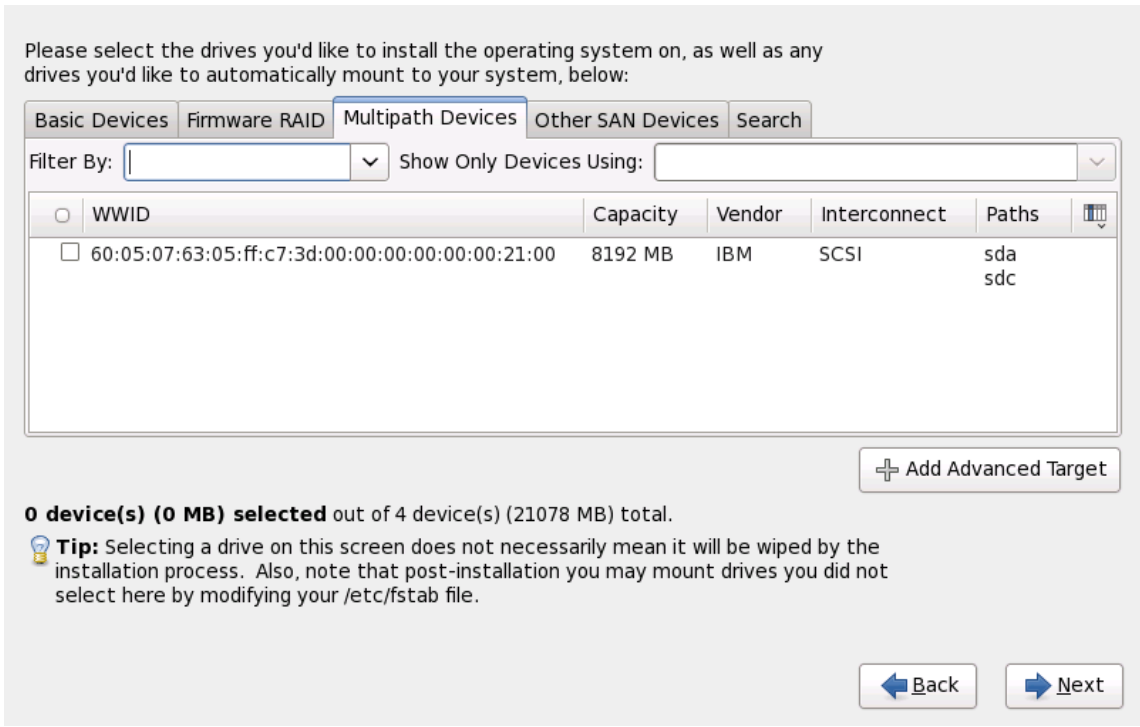 Please select the drives you'd like to install the operating system on, as well as any
drives you'd like to automatically mount to your system, below:
Basic Devices Firmware RAID Multipath Devices Other SAN Devices Search
Filter By: Show Only Devices Using:
WWID Capacity Vendor Interconnect Paths
60:05:07:63:05:ff:c7:3d:00:00:00:00:00:00:21:00 8192 MB IBM SCSI sda
sdc
Add Advanced Target
0 device(s) (0 MB) selected out of 4 device(s) (21078 MB) total.
Tip: Selecting a drive on this screen does not necessarily mean it will be wiped by the
installation process. Also, note that post-installation you may mount drives you did not
select here by modifying your /etc/fstab file.
Back Next